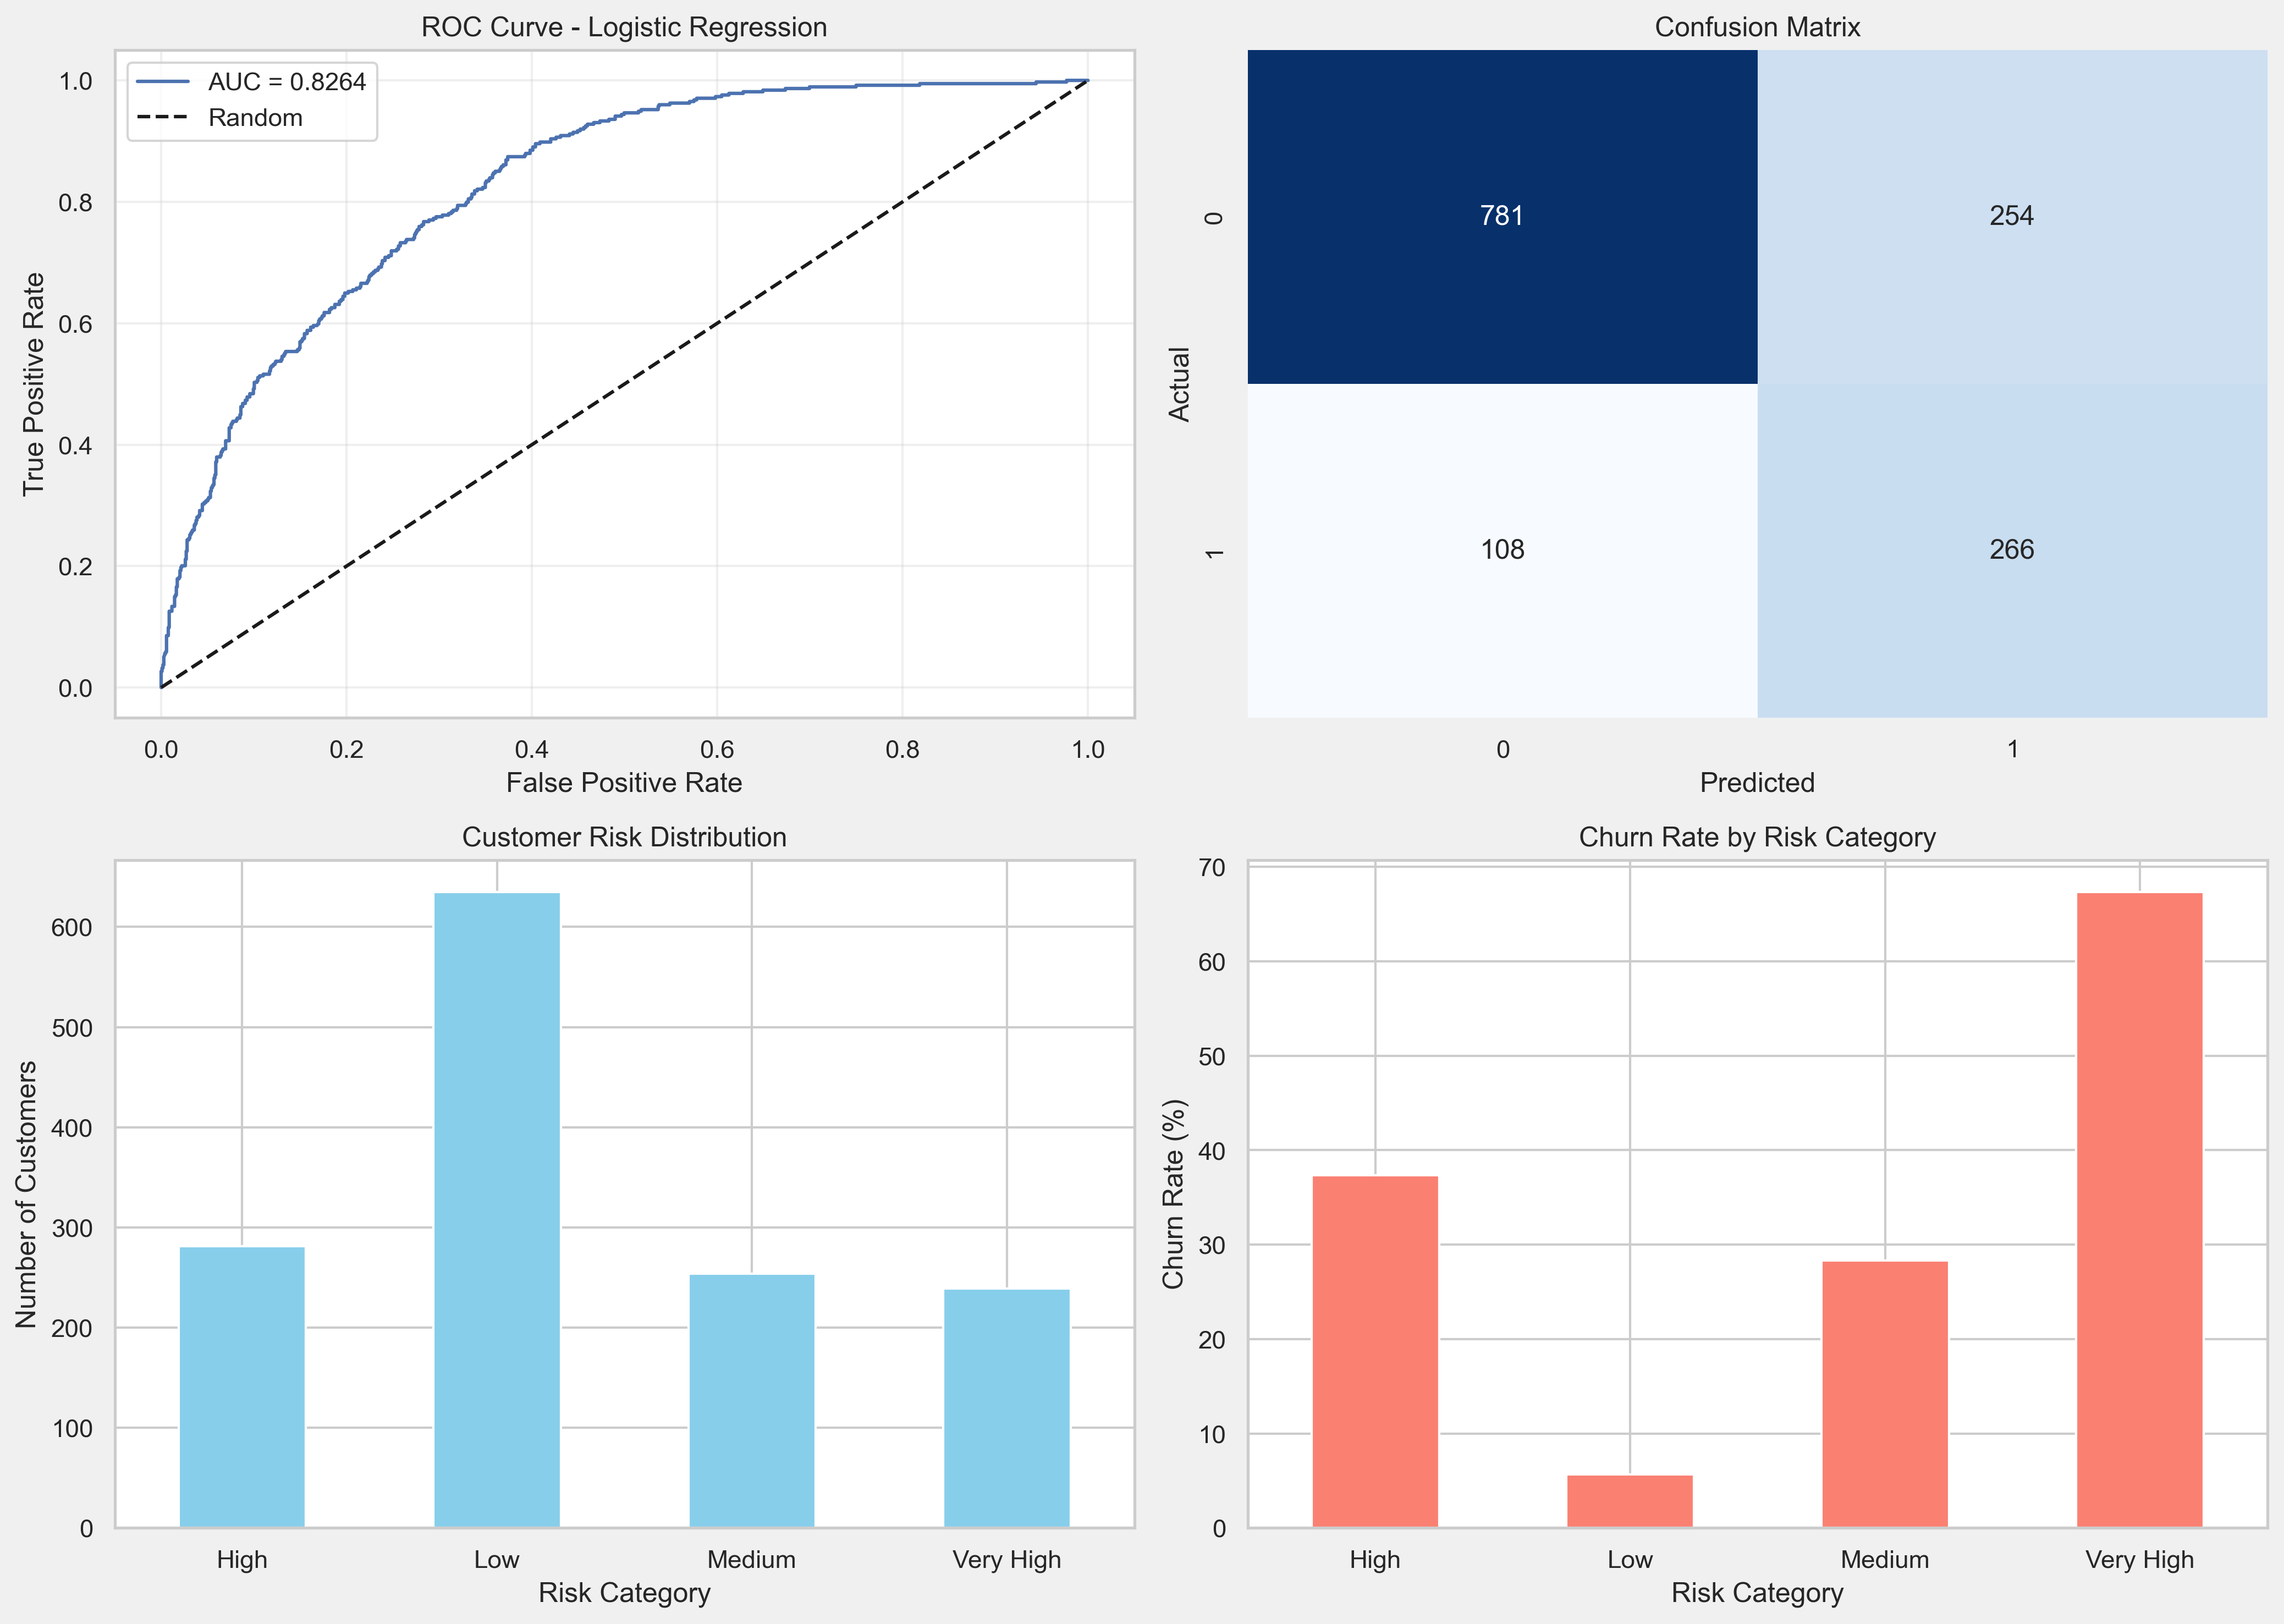 ROC Curve - Logistic Regression
AUC = 0.8264
Random
1.0
0.8
0.6
0.4
0.2
0.0
True Positive Rate
0.0 0.2 0.4 0.6 0.8 1.0
False Positive Rate
Confusion Matrix
781 254
108 266
0
1
Actual
0 1
Predicted
Customer Risk Distribution
600
500
400
300
200
100
0
Number of Customers
High Low Medium Very High
Risk Category
Churn Rate by Risk Category
70
60
50
40
30
20
10
0
Churn Rate (%)
High Low Medium Very High
Risk Category